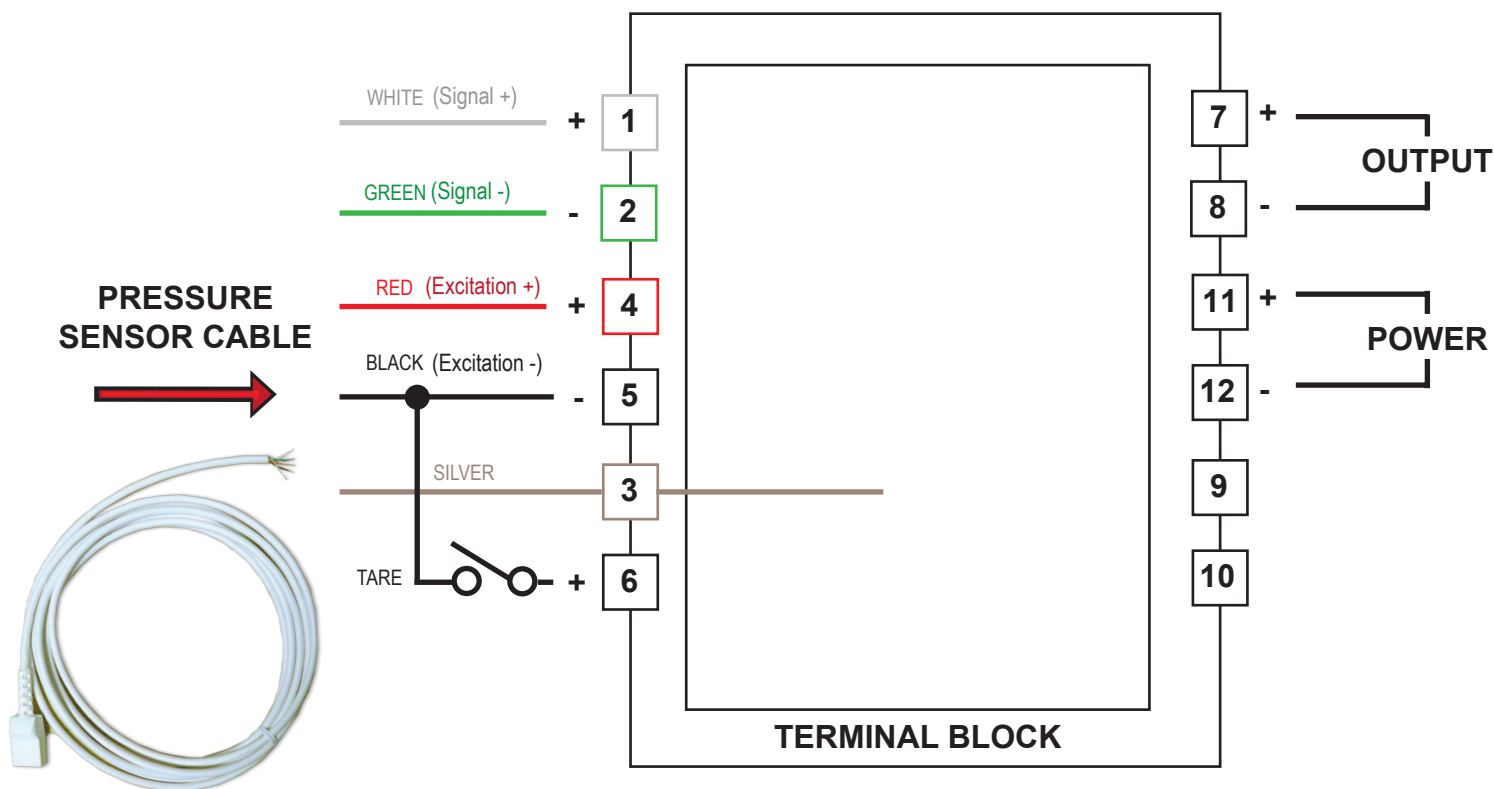 WHITE (Signal +)
+ 1
GREEN (Signal -)
- 2
RED (Excitation +)
+ 4
PRESSURE
SENSOR CABLE
BLACK (Excitation -)
- 5
SILVER
3
TARE
+ 6
7 +
OUTPUT
8 -
11 +
POWER
12 -
9
10
TERMINAL BLOCK